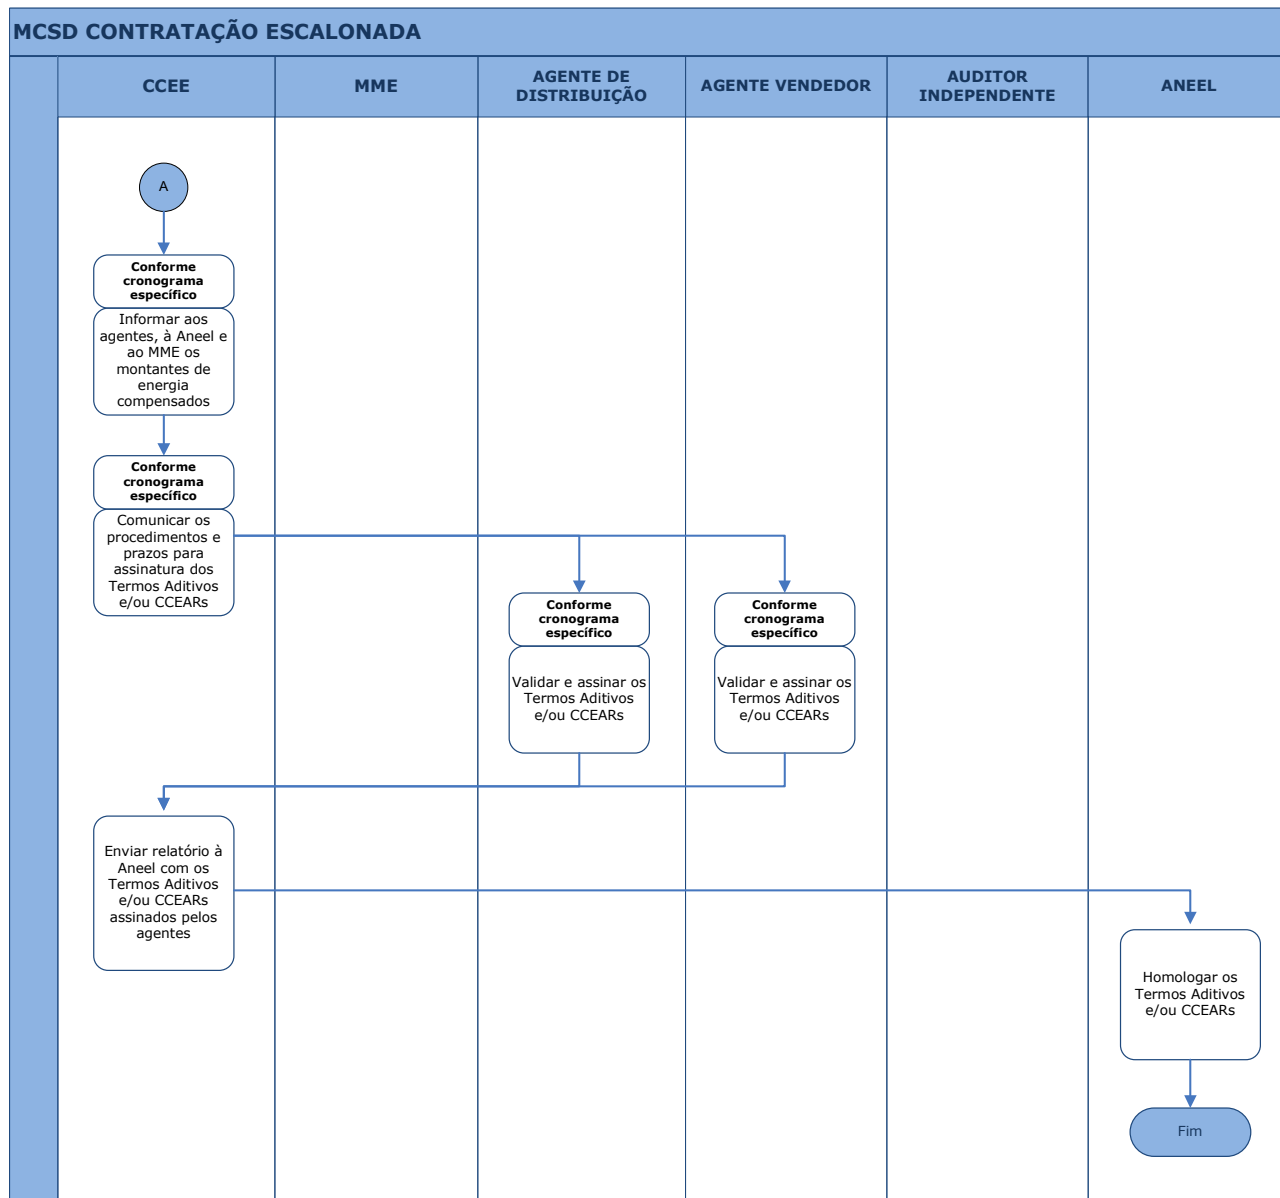 MCSD CONTRATAÇÃO ESCALONADA
CCEE
MME
AGENTE DE
DISTRIBUIÇÃO
AGENTE VENDEDOR
AUDITOR
INDEPENDENTE
ANEEL
A
Conforme
cronograma
específico
Informar aos
agentes, à Aneel e
ao MME os
montantes de
energia
compensados
Conforme
cronograma
específico
Comunicar os
procedimentos e
prazos para
assinatura dos
Termos Aditivos
e/ou CCEARs
Conforme
cronograma
específico
Validar e assinar os
Termos Aditivos
e/ou CCEARs
Conforme
cronograma
específico
Validar e assinar os
Termos Aditivos
e/ou CCEARs
Enviar relatório à
Aneel com os
Termos Aditivos
e/ou CCEARs
assinados pelos
agentes
Homologar os
Termos Aditivos
e/ou CCEARs
Fim